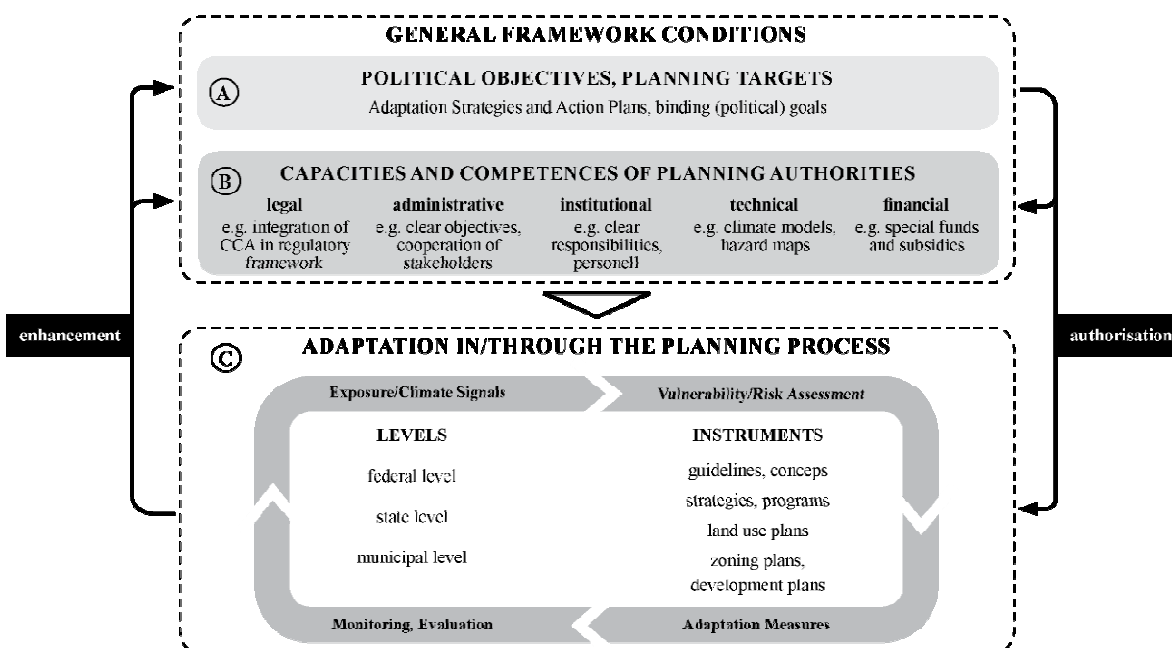 GENERAL FRAMEWORK CONDITIONS
A
POLITICAL OBJECTIVES, PLANNING TARGETS
Adaptation Strategies and Action Plans, binding (political) goals
B
CAPACITIES AND COMPETENCES OF PLANNING AUTHORITIES
legal
e.g. integration of
CCA in regulatory
framework
administrative
e.g. clear objectives,
cooperation of
stakeholders
institutional
e.g. clear
responsibilities,
personell
technical
e.g. climate models,
hazard maps
financial
e.g. special funds
and subsidies
enhancement
authorisation
C
ADAPTATION IN/THROUGH THE PLANNING PROCESS
Exposure/Climate Signals
Vulnerability/Risk Assessment
LEVELS
federal level
state level
municipal level
INSTRUMENTS
guidelines, conceps
strategies, programs
land use plans
zoning plans,
development plans
Monitoring, Evaluation
Adaptation Measures